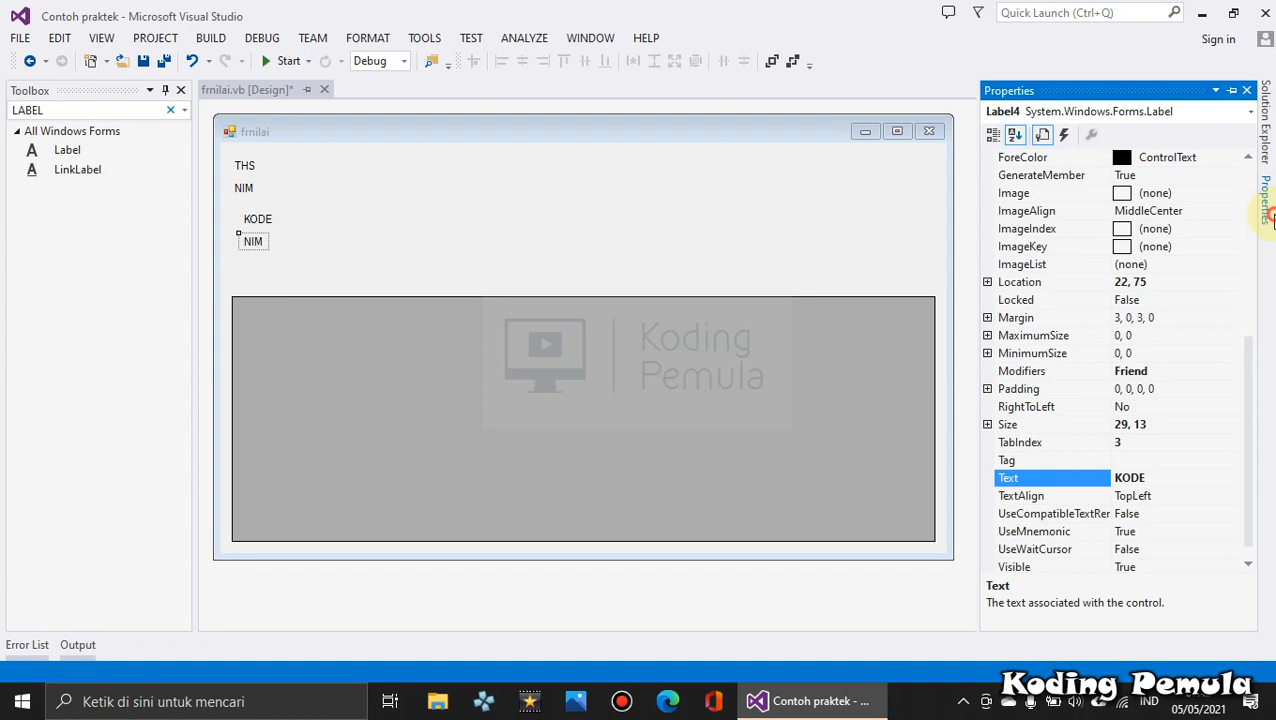 Contoh praktek - Microsoft Visual Studio
Quick Launch (Ctrl+Q)
FILE EDIT VIEW PROJECT BUILD DEBUG TEAM FORMAT TOOLS TEST ANALYZE WINDOW HELP
Sign in
Start
Debug
Toolbox
LABEL
All Windows Forms
A Label
A LinkLabel
frnilai.vb [Design]*
frnilai
THS
NIM
KODE
NIM
Koding
Pemula
Properties
Label4 System.Windows.Forms.Label
ForeColor ControlText
GenerateMember True
Image (none)
ImageAlign MiddleCenter
ImageIndex (none)
ImageKey (none)
ImageList (none)
Location 22, 75
Locked False
Margin 3, 0, 3, 0
MaximumSize 0, 0
MinimumSize 0, 0
Modifiers Friend
Padding 0, 0, 0, 0
RightToLeft No
Size 29, 13
TabIndex 3
Tag
Text KODE
TextAlign TopLeft
UseCompatibleTextRer False
UseMnemonic True
UseWaitCursor False
Visible True
Text
The text associated with the control.
Solution Explorer
Properties
Error List Output
Ketik di sini untuk mencari
Contoh praktek - ...
Koding Pemula
IND
05/05/2021